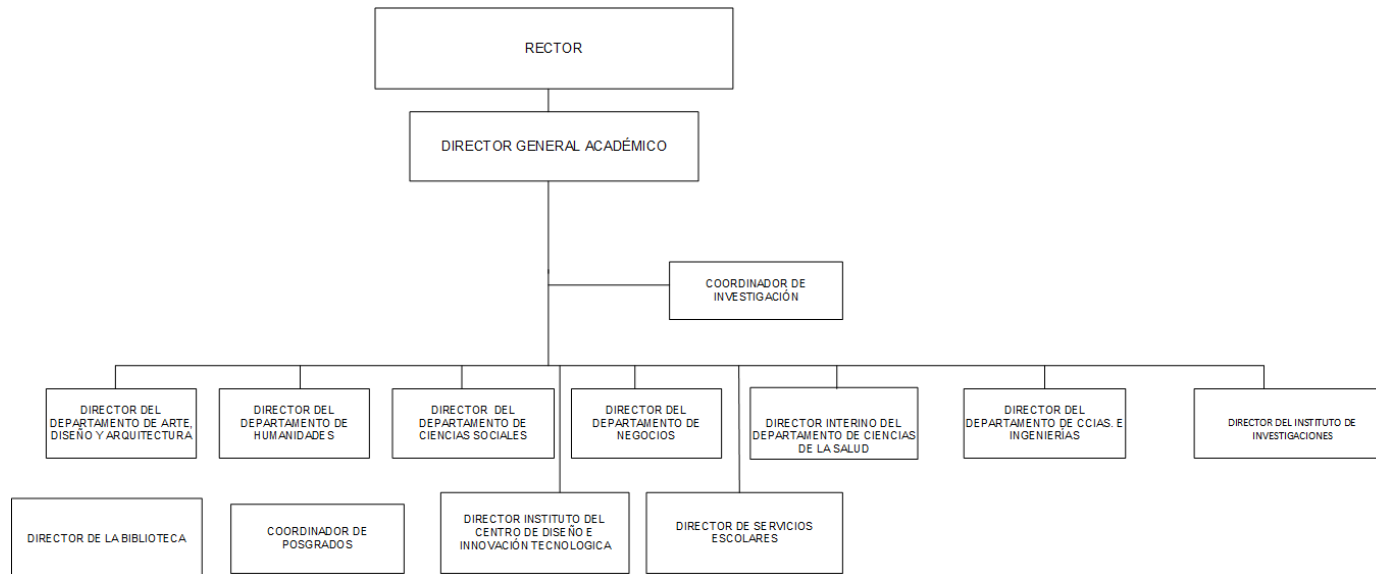 RECTOR
DIRECTOR GENERAL ACADÉMICO
COORDINADOR DE
INVESTIGACIÓN
DIRECTOR DEL
DEPARTAMENTO DE ARTE,
DISEÑO Y ARQUITECTURA
DIRECTOR DEL
DEPARTAMENTO DE
HUMANIDADES
DIRECTOR DEL
DEPARTAMENTO DE
CIENCIAS SOCIALES
DIRECTOR DEL
DEPARTAMENTO DE
NEGOCIOS
DIRECTOR INTERINO DEL
DEPARTAMENTO DE CIENCIAS
DE LA SALUD
DIRECTOR DEL
DEPARTAMENTO DE CCIAS. E
INGENIERÍAS
DIRECTOR DEL INSTITUTO DE
INVESTIGACIONES
DIRECTOR DE LA BIBLIOTECA
COORDINADOR DE
POSGRADOS
DIRECTOR INSTITUTO DEL
CENTRO DE DISEÑO E
INNOVACIÓN TECNOLOGICA
DIRECTOR DE SERVICIOS
ESCOLARES